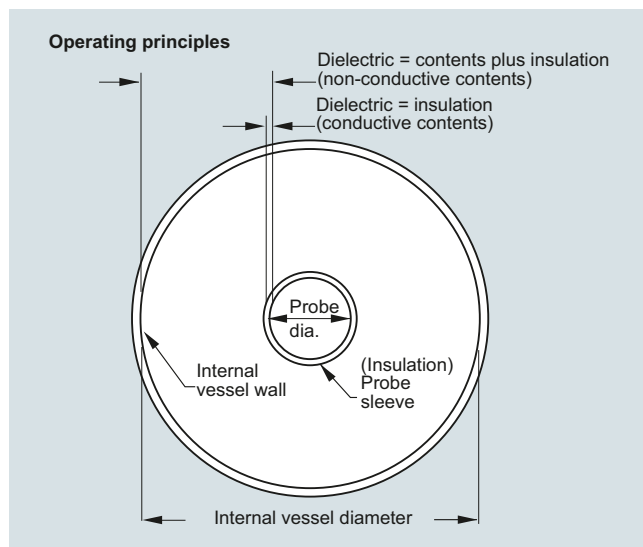 Operating principles
Dielectric = contents plus insulation
(non-conductive contents)
Dielectric = insulation
(conductive contents)
Probe
dia.
Internal
vessel wall
(Insulation)
Probe
sleeve
Internal vessel diameter